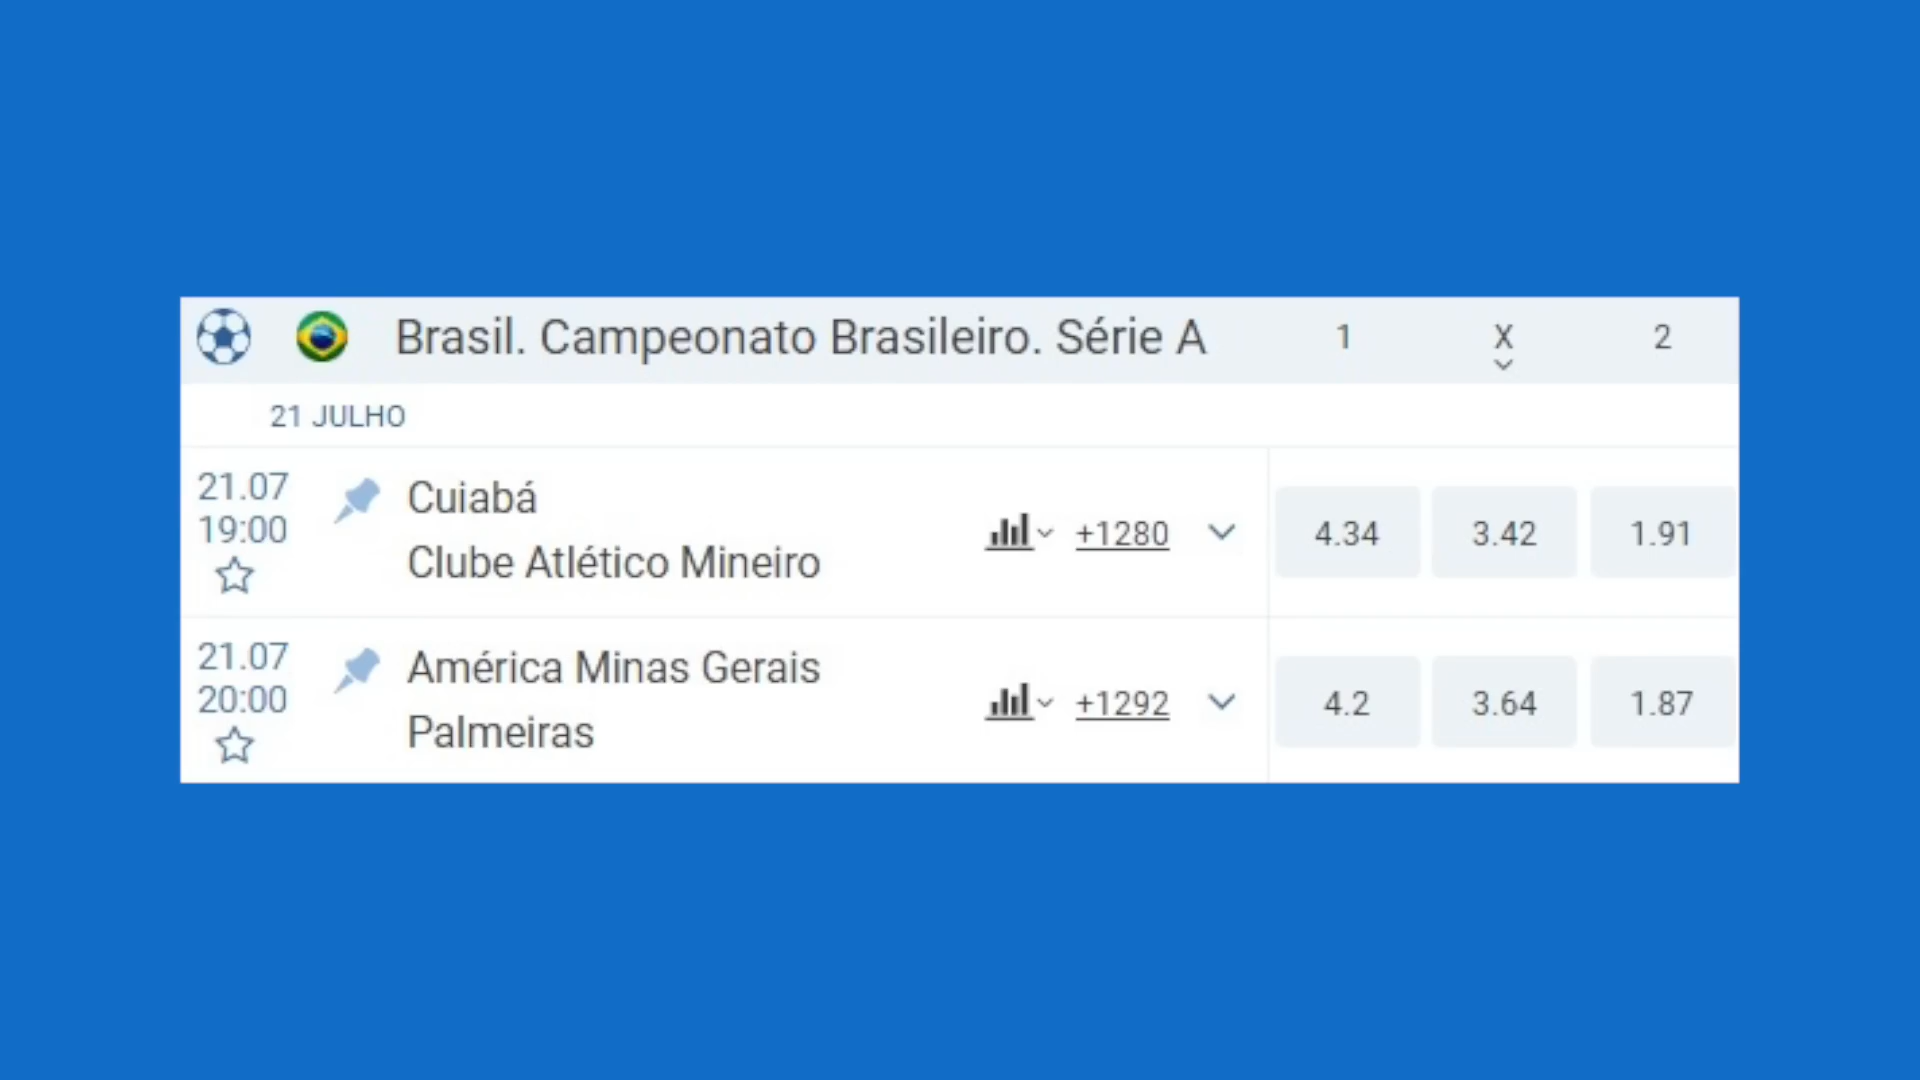 Brasil. Campeonato Brasileiro. Série A 1 X 2
21 JULHO
21.07
19:00
Cuiabá
Clube Atlético Mineiro
+1280 4.34 3.42 1.91
21.07
20:00
América Minas Gerais
Palmeiras
+1292 4.2 3.64 1.87